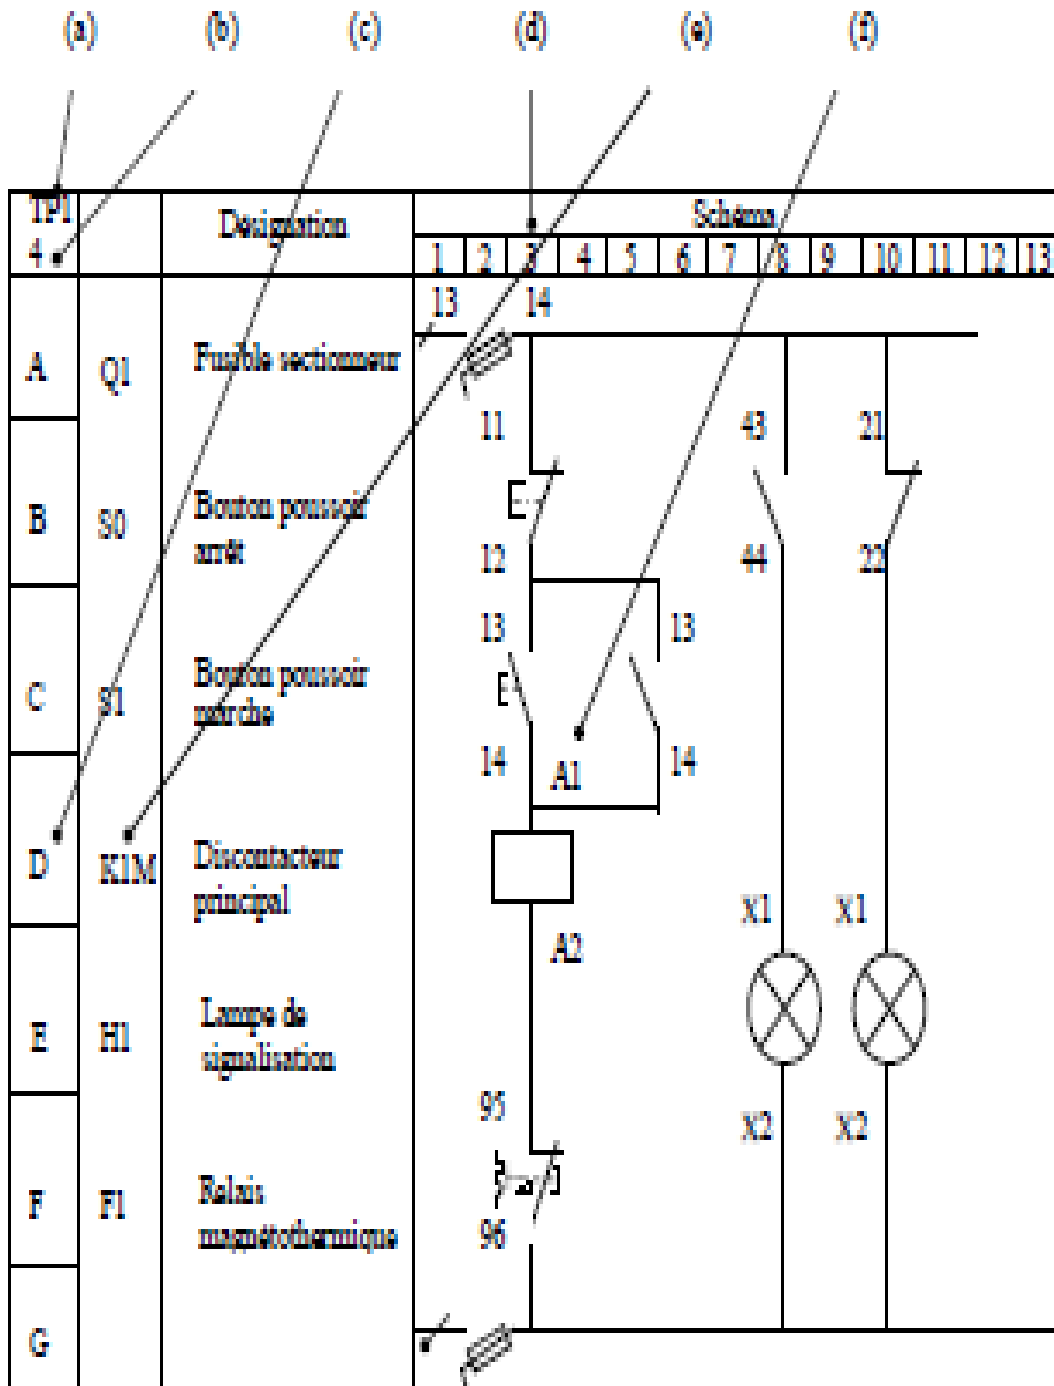 (a) (b) (c) (d) (e) (f)
TP1
4
Désignation
Schéma
1 2 3 4 5 6 7 8 9 10 11 12 13
13 14
A Q1 Fusible sectionneur
11 43 21
B S0 Bouton poussoir
arrêt
12 44 22
13 13
C S1 Bouton poussoir
marche
14 A1 14
D K1M Discontacteur
principal
X1 X1
A2
E H1 Lampe de
signalisation
95
X2 X2
F F1 Relais
magnétothermique
96
G